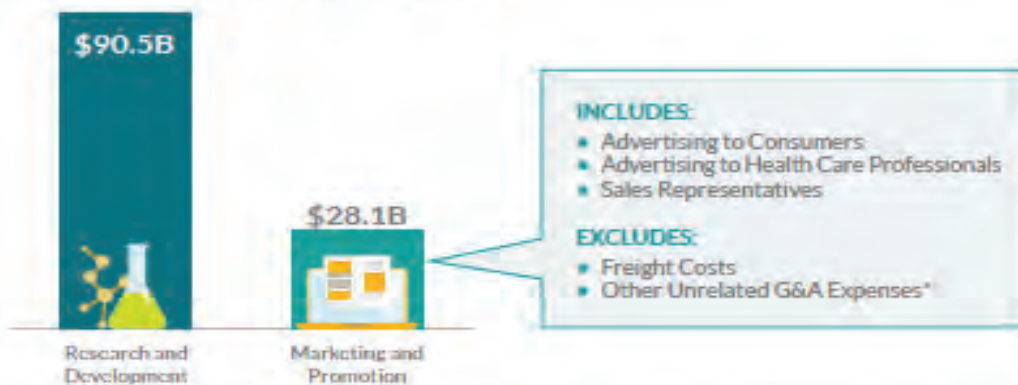 $90.5B
$28.1B
Research and
Development
Marketing and
Promotion
INCLUDES:
• Advertising to Consumers
• Advertising to Health Care Professionals
• Sales Representatives
EXCLUDES:
• Freight Costs
• Other Unrelated G&A Expenses*